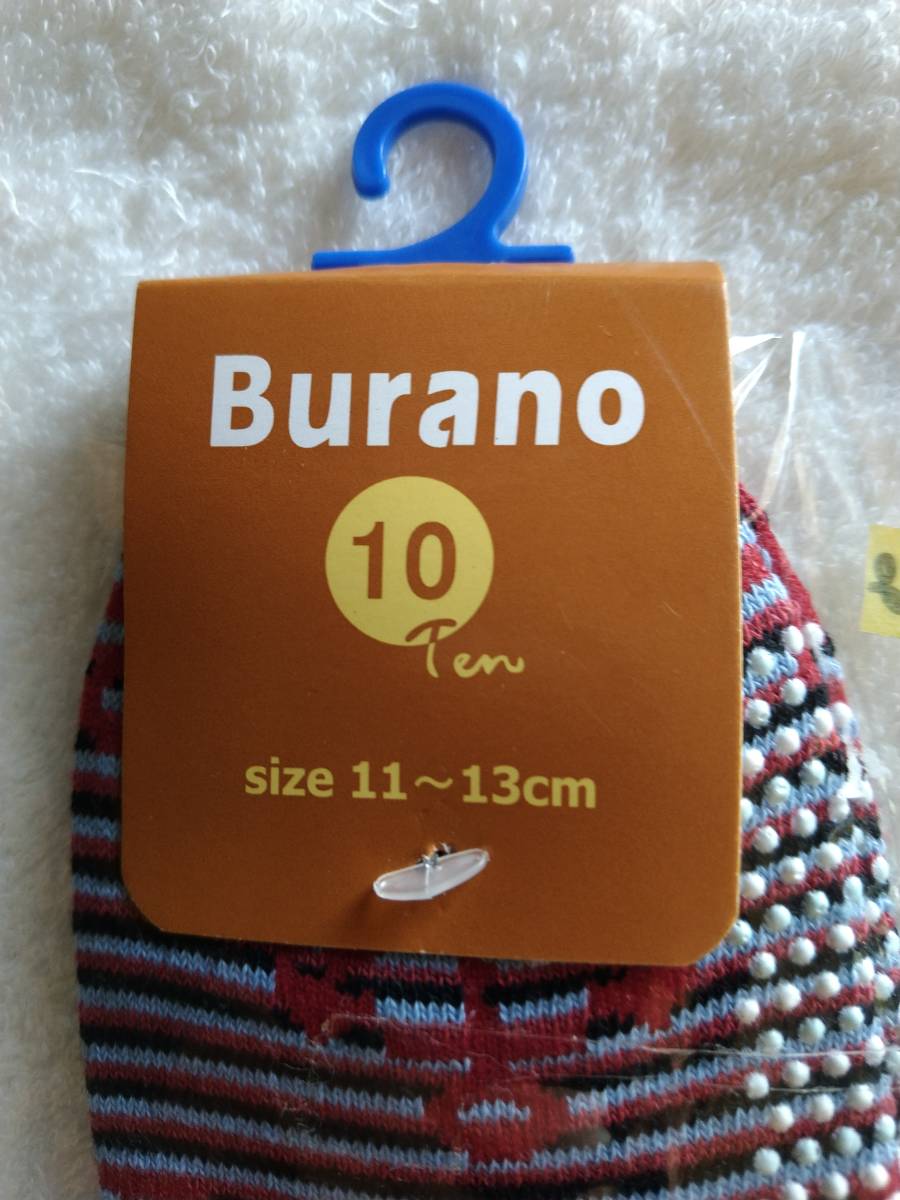 Burano
10
Ten
size 11～13cm